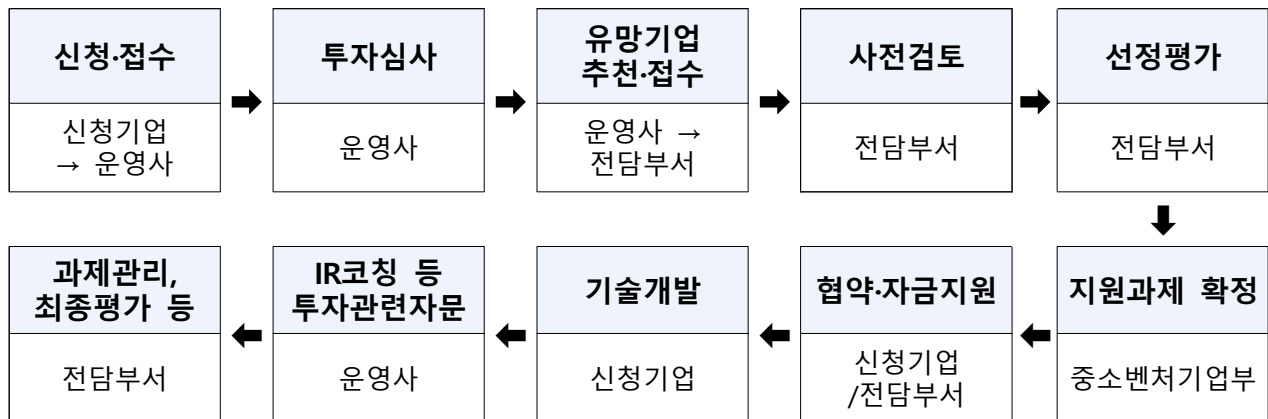 신청·접수
신청기업
→ 운영사
투자심사
운영사
유망기업
추천·접수
운영사 →
전담부서
사전검토
전담부서
선정평가
전담부서
지원과제 확정
중소벤처기업부
협약·자금지원
신청기업
/전담부서
기술개발
신청기업
IR코칭 등
투자관련자문
운영사
과제관리,
최종평가 등
전담부서